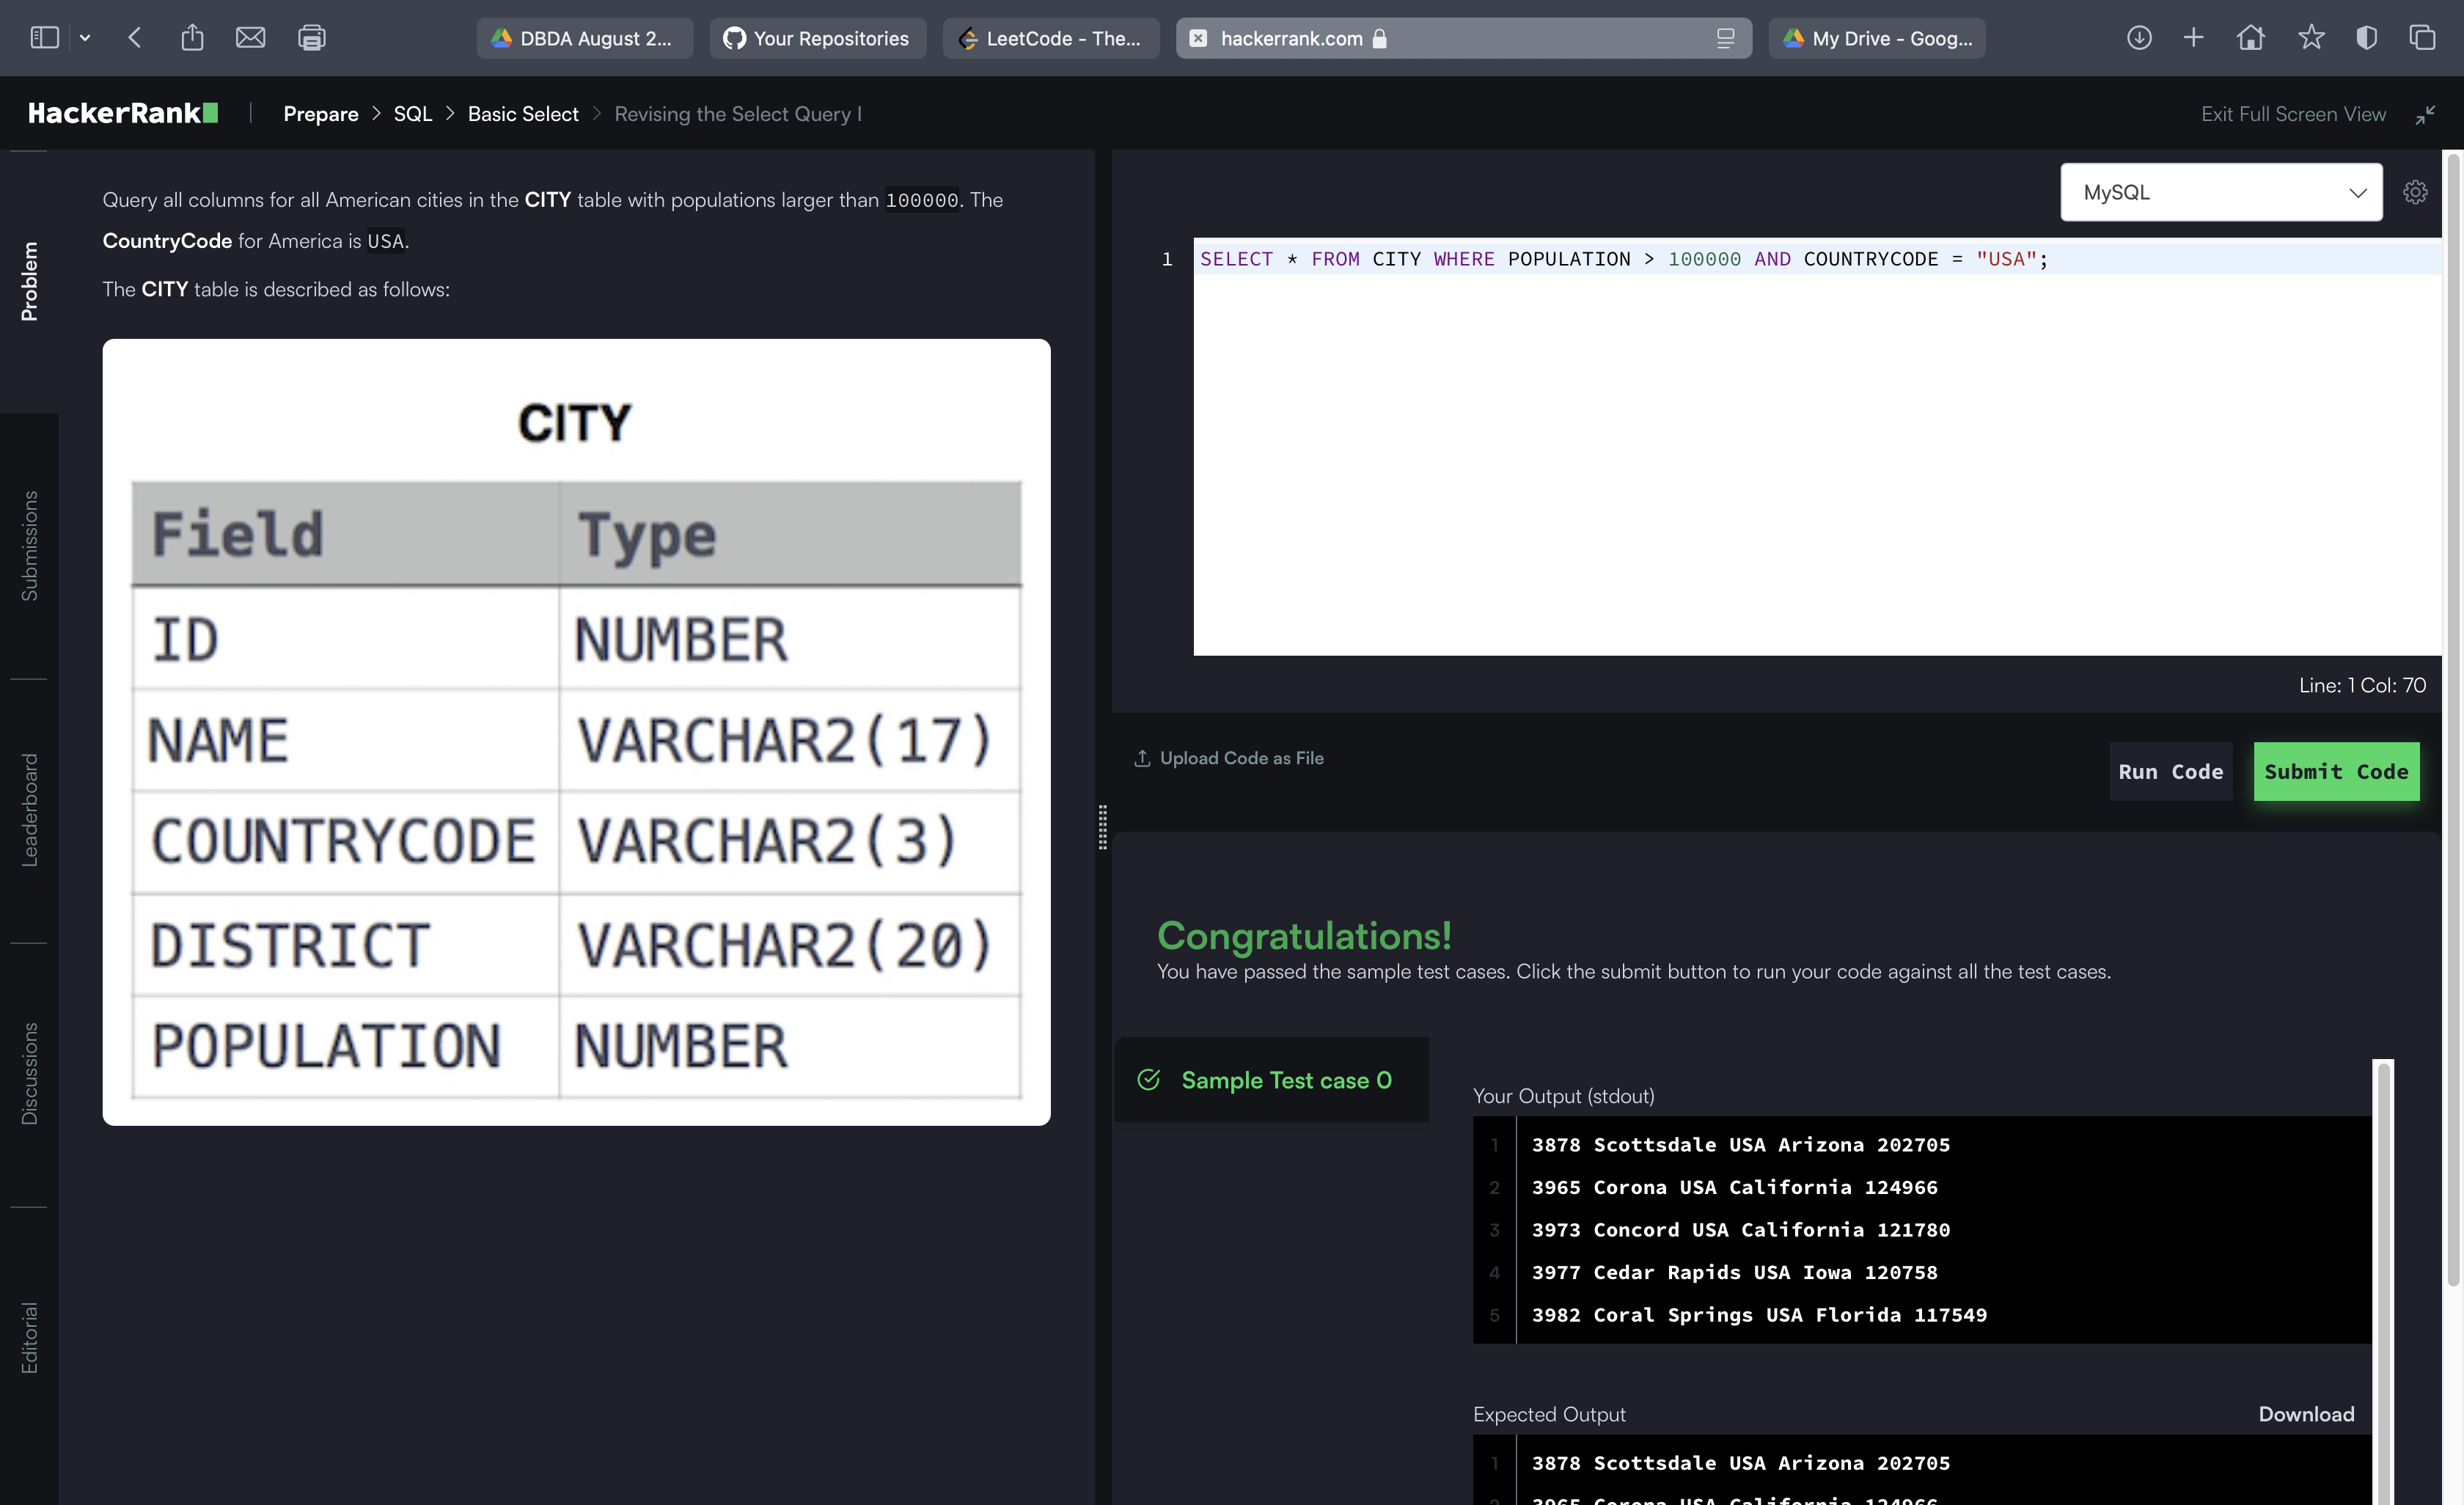 DBDA August 2...
Your Repositories
LeetCode - The...
hackerrank.com
My Drive - Goog...
HackerRank
Prepare > SQL > Basic Select > Revising the Select Query I
Exit Full Screen View
Problem
Submissions
Leaderboard
Discussions
Editorial
Query all columns for all American cities in the CITY table with populations larger than 100000. The
CountryCode for America is USA.
The CITY table is described as follows:
CITY
Field Type
ID NUMBER
NAME VARCHAR2(17)
COUNTRYCODE VARCHAR2(3)
DISTRICT VARCHAR2(20)
POPULATION NUMBER
MySQL
1 SELECT * FROM CITY WHERE POPULATION > 100000 AND COUNTRYCODE = "USA";
Line: 1 Col: 70
Upload Code as File
Run Code
Submit Code
Congratulations!
You have passed the sample test cases. Click the submit button to run your code against all the test cases.
Sample Test case 0
Your Output (stdout)
1 3878 Scottsdale USA Arizona 202705
2 3965 Corona USA California 124966
3 3973 Concord USA California 121780
4 3977 Cedar Rapids USA Iowa 120758
5 3982 Coral Springs USA Florida 117549
Expected Output
Download
1 3878 Scottsdale USA Arizona 202705
2 3965 Corona USA California 124966